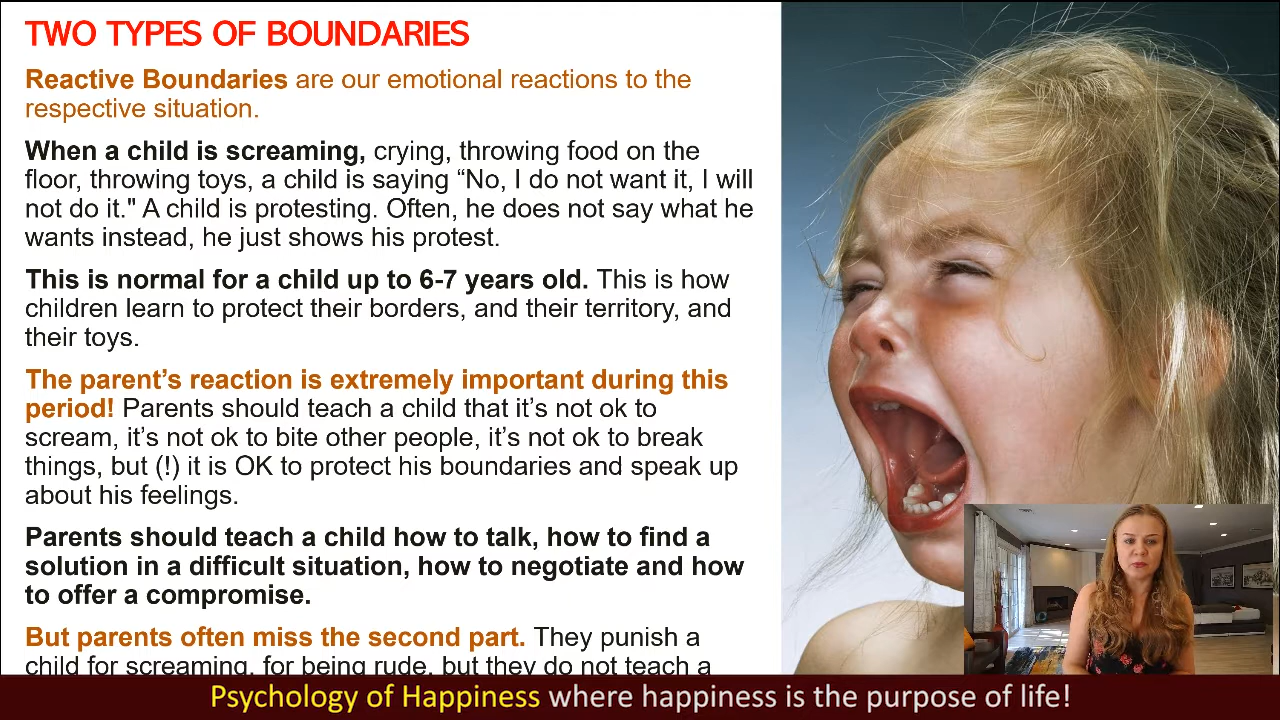 TWO TYPES OF BOUNDARIES
Reactive Boundaries are our emotional reactions to the
respective situation.
When a child is screaming, crying, throwing food on the
floor, throwing toys, a child is saying “No, I do not want it, I will
not do it." A child is protesting. Often, he does not say what he
wants instead, he just shows his protest.
This is normal for a child up to 6-7 years old. This is how
children learn to protect their borders, and their territory, and
their toys.
The parent’s reaction is extremely important during this
period! Parents should teach a child that it’s not ok to
scream, it’s not ok to bite other people, it’s not ok to break
things, but (!) it is OK to protect his boundaries and speak up
about his feelings.
Parents should teach a child how to talk, how to find a
solution in a difficult situation, how to negotiate and how
to offer a compromise.
But parents often miss the second part. They punish a
child for screaming, for being rude, but they do not teach a
Psychology of Happiness where happiness is the purpose of life!